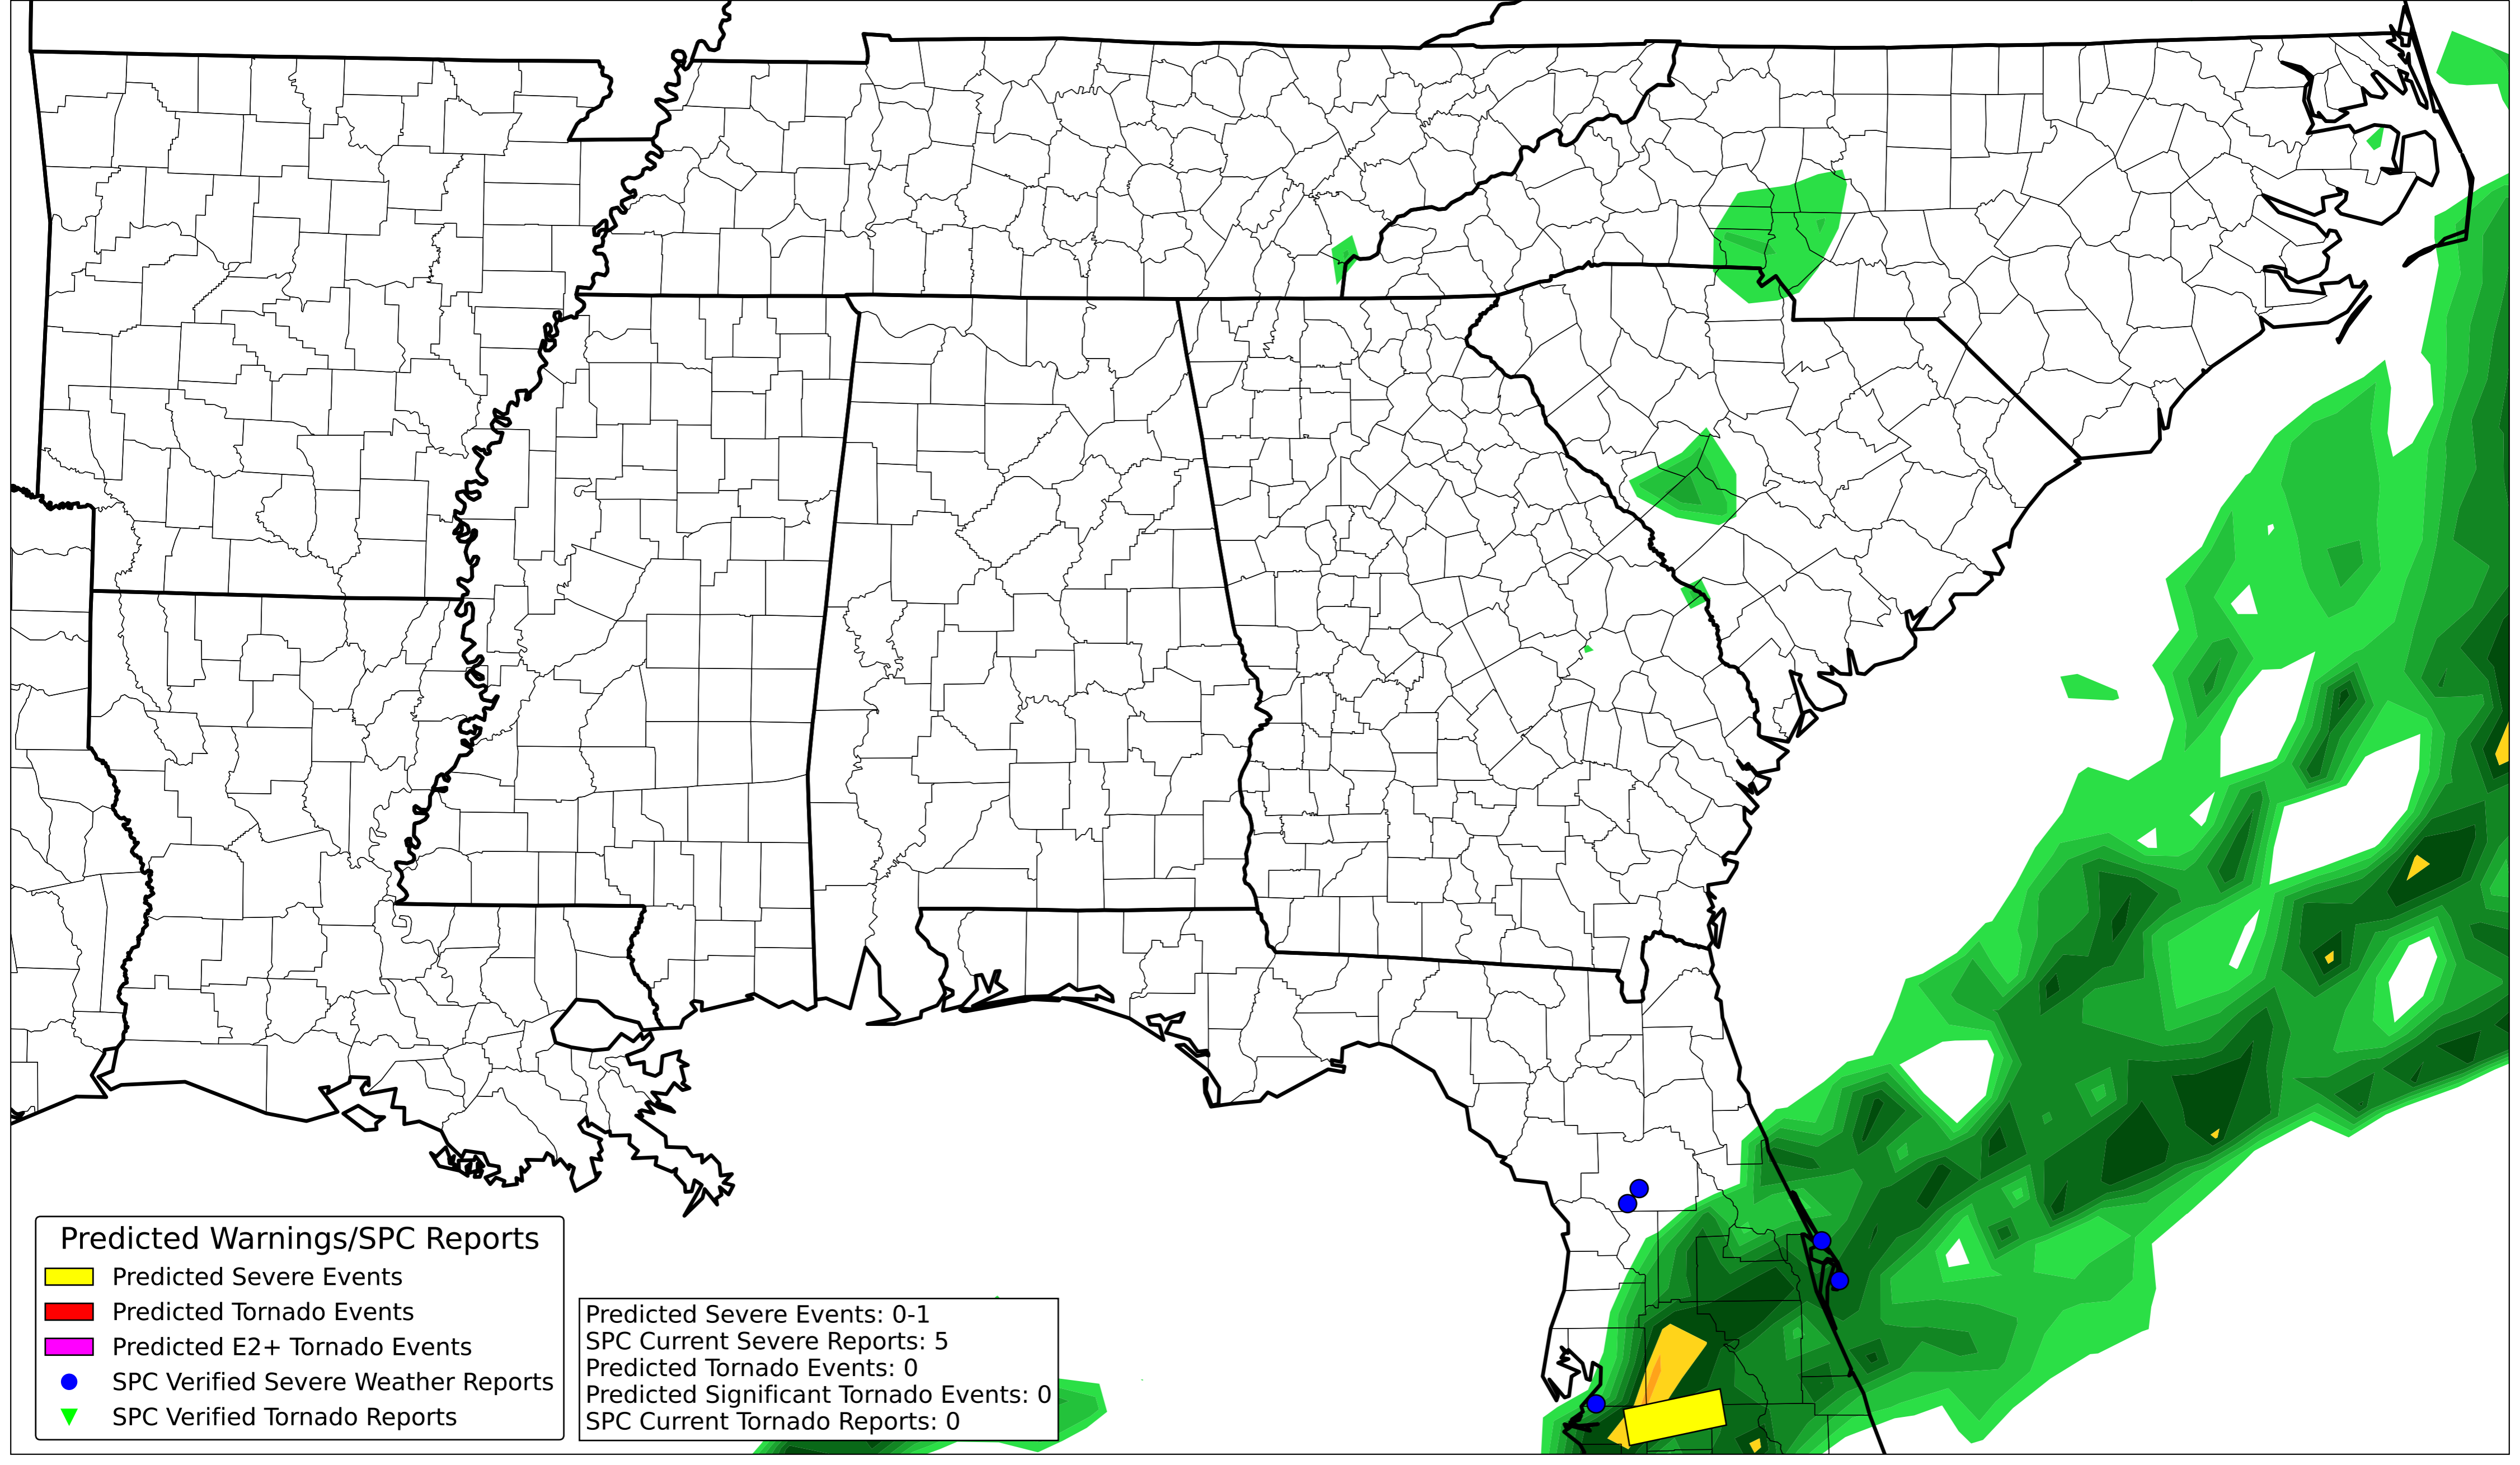 Predicted Warnings/SPC Reports
Predicted Severe Events
Predicted Tornado Events
Predicted E2+ Tornado Events
SPC Verified Severe Weather Reports
SPC Verified Tornado Reports
Predicted Severe Events: 0-1
SPC Current Severe Reports: 5
Predicted Tornado Events: 0
Predicted Significant Tornado Events: 0
SPC Current Tornado Reports: 0